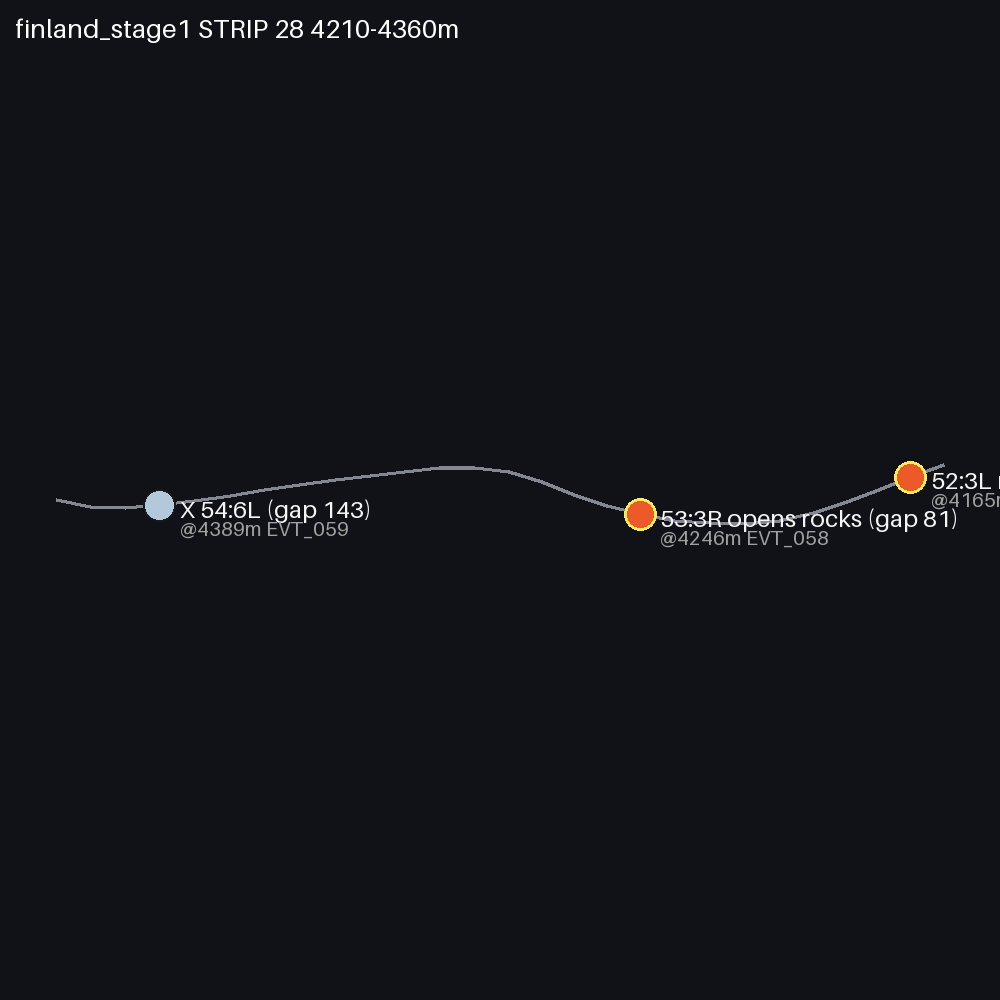 finland_stage1 STRIP 28 4210-4360m
52:3L
@4165m
X 54:6L (gap 143)
@4389m EVT_059
53:3R opens rocks (gap 81)
@4246m EVT_058